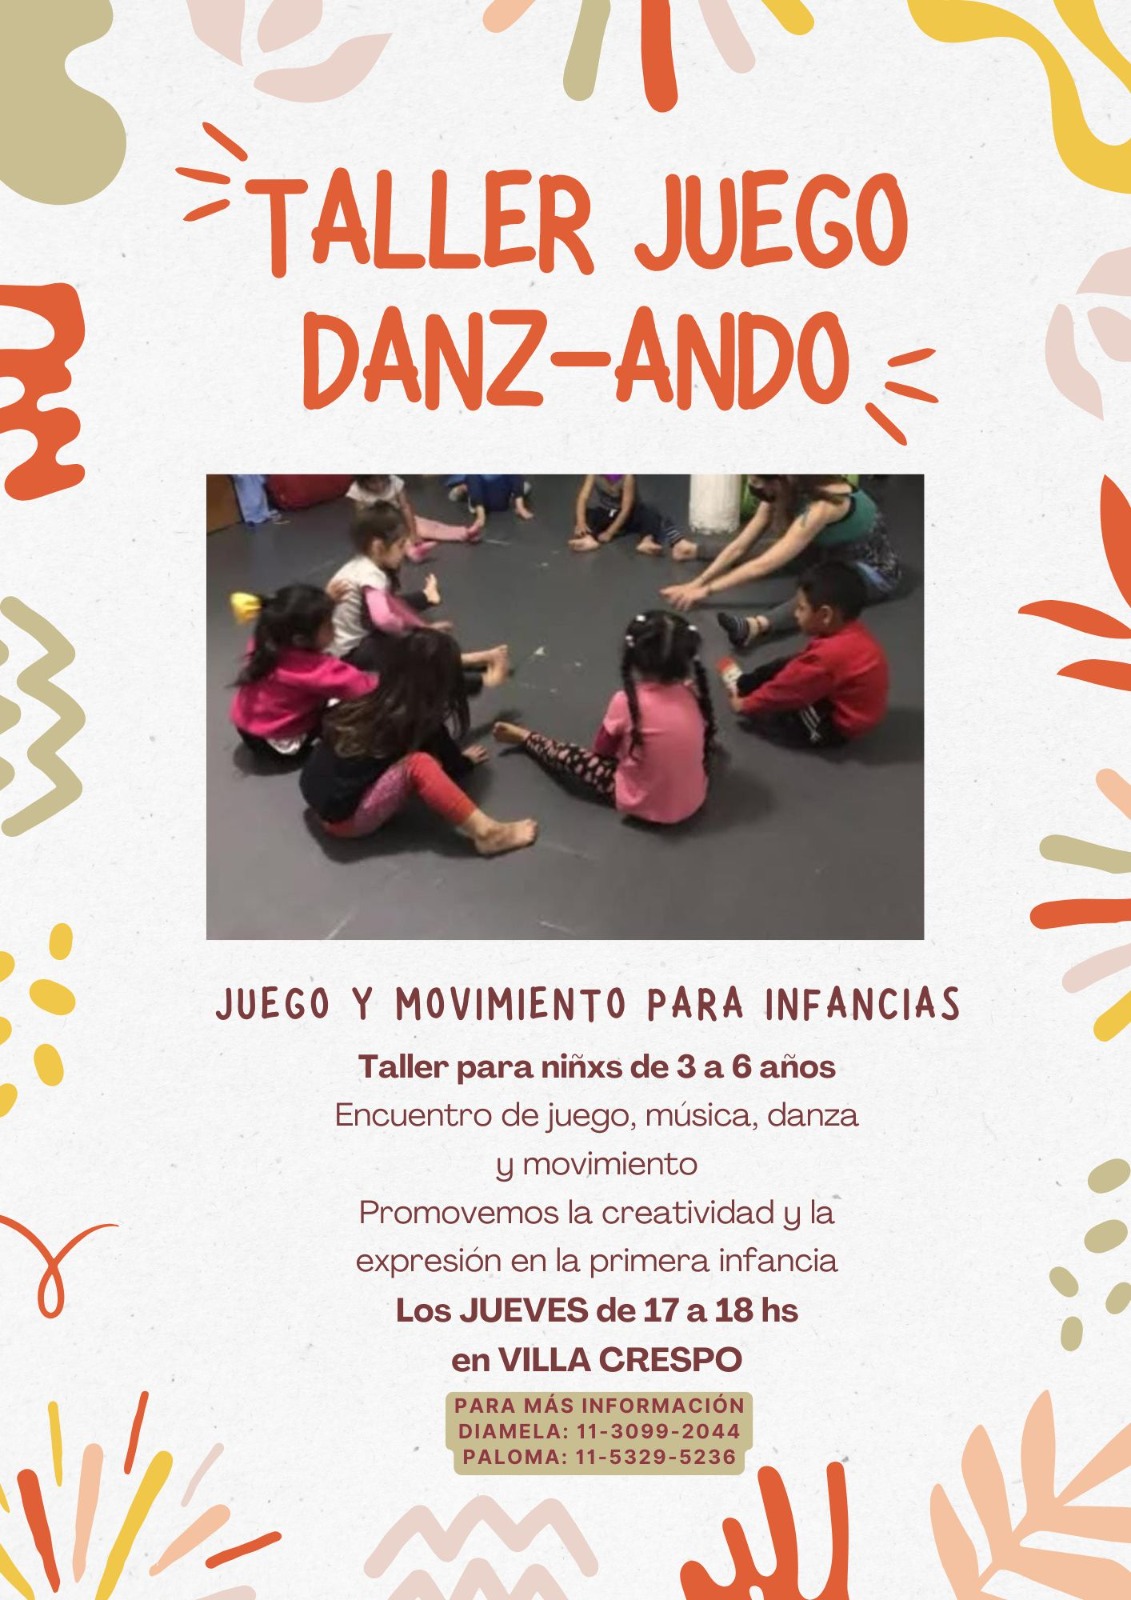 TALLER JUEGO
DANZ-ANDO
JUEGO Y MOVIMIENTO PARA INFANCIAS
Taller para niñxs de 3 a 6 años
Encuentro de juego, música, danza
y movimiento
Promovemos la creatividad y la
expresión en la primera infancia
Los JUEVES de 17 a 18 hs
en VILLA CRESPO
PARA MÁS INFORMACIÓN
DIAMELA: 11-3099-2044
PALOMA: 11-5329-5236